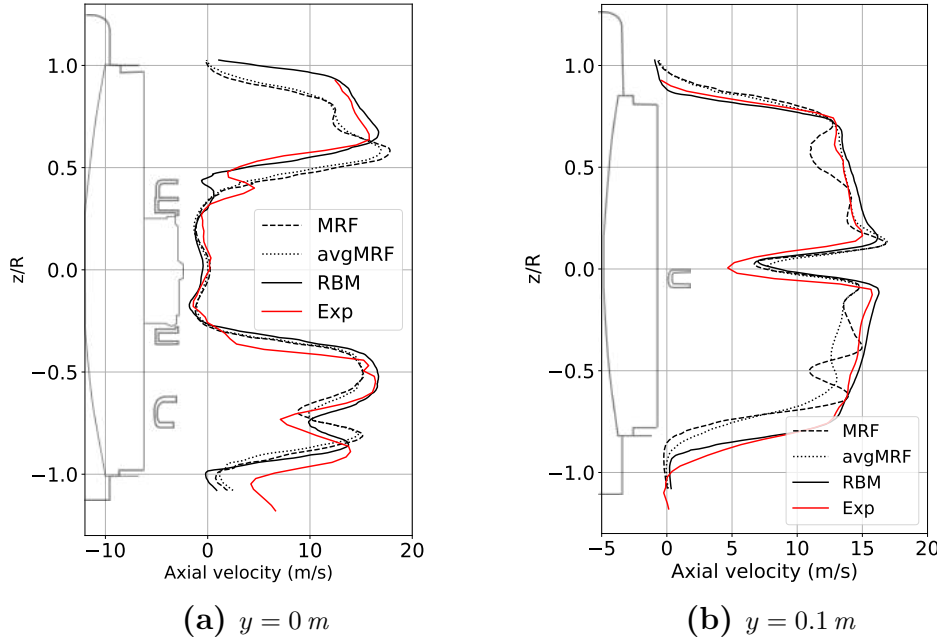 1.0
0.5
0.0
−0.5
−1.0
z/R
MRF
avgMRF
RBM
Exp
−10
0
10
20
Axial velocity (m/s)
(a) y = 0 m
1.0
0.5
0.0
−0.5
−1.0
z/R
MRF
avgMRF
RBM
Exp
−5
0
5
10
15
20
Axial velocity (m/s)
(b) y = 0.1 m